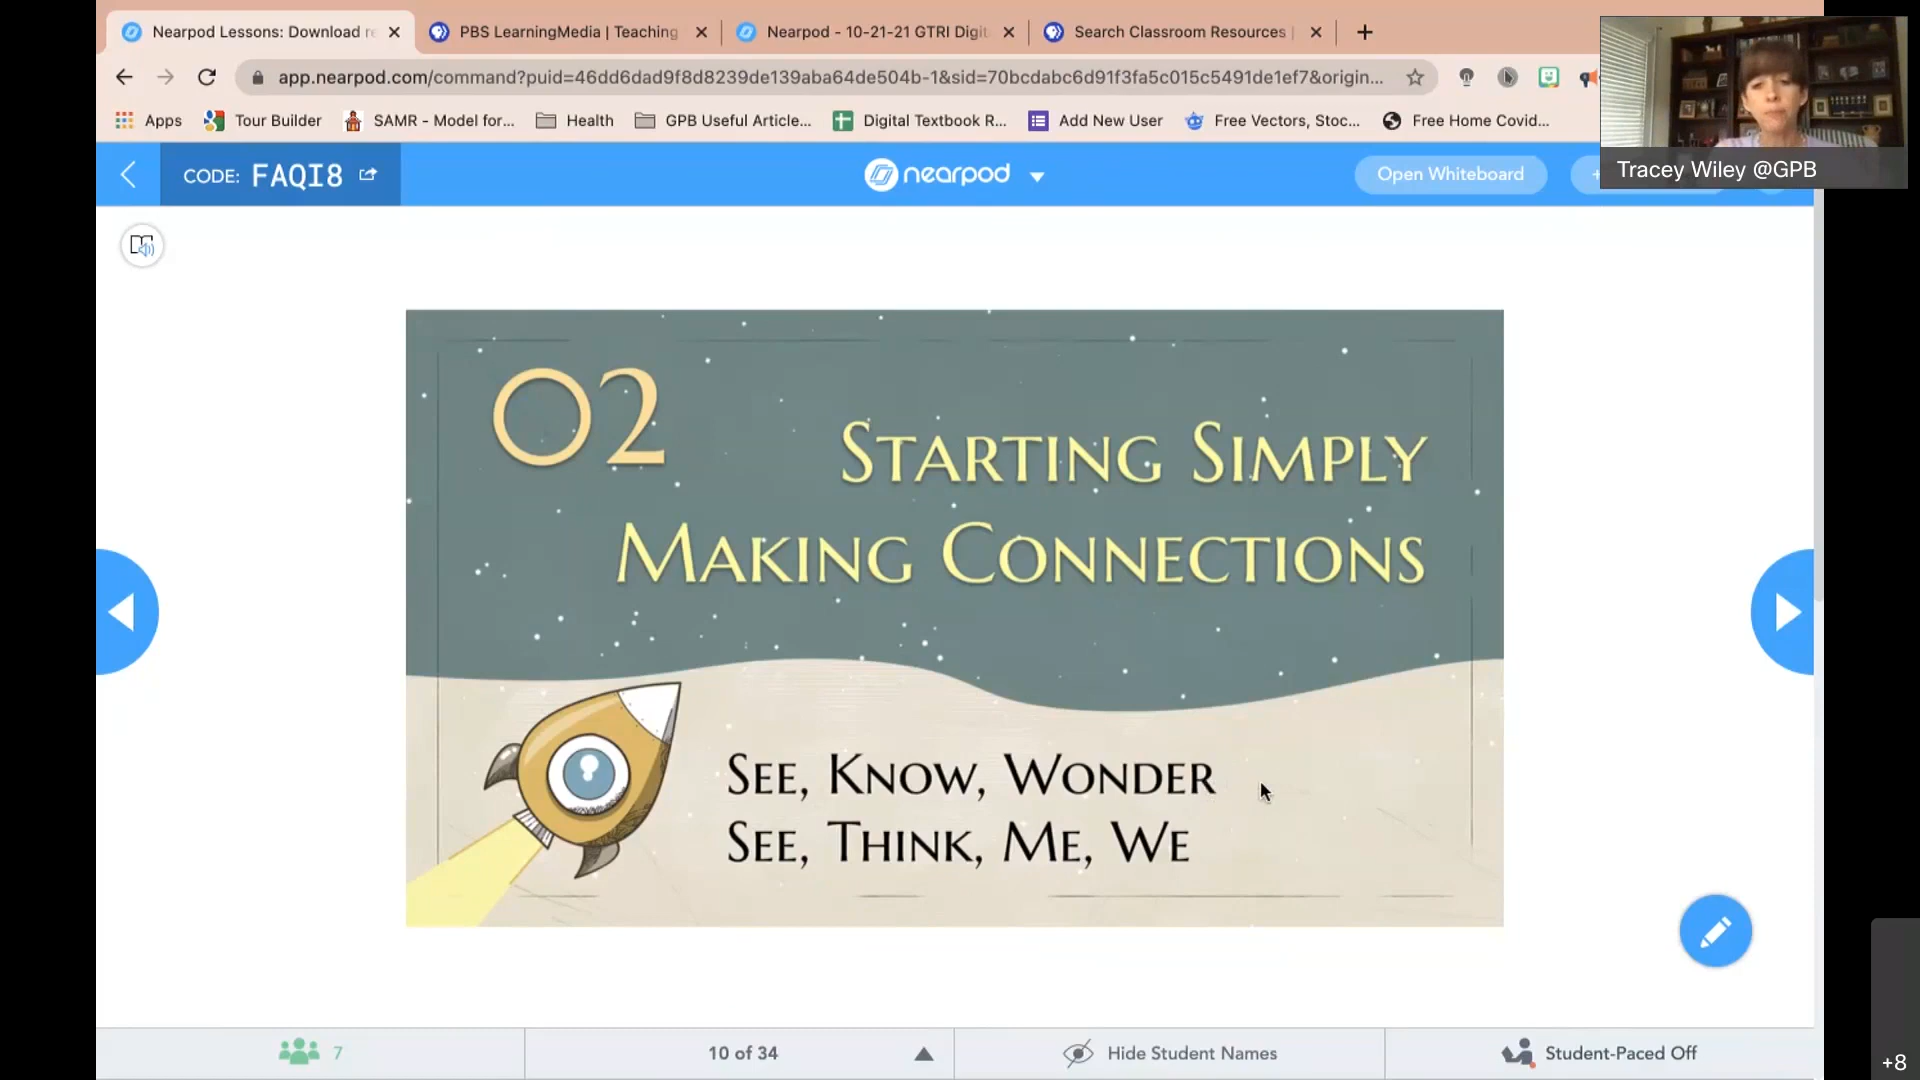 Nearpod Lessons: Download re
PBS LearningMedia | Teaching
Nearpod - 10-21-21 GTRI Digit
Search Classroom Resources |
app.nearpod.com/command?puid=46dd6dad9f8d8239de139aba64de504b-1&sid=70bcdabc6d91f3fa5c015c5491de1ef7&origin...
Apps
Tour Builder
SAMR - Model for...
Health
GPB Useful Article...
Digital Textbook R...
Add New User
Free Vectors, Stoc...
Free Home Covid...
Tracey Wiley @GPB
CODE: FAQI8
nearpod
Open Whiteboard
02
STARTING SIMPLY
MAKING CONNECTIONS
SEE, KNOW, WONDER
SEE, THINK, ME, WE
7
10 of 34
Hide Student Names
Student-Paced Off
+8